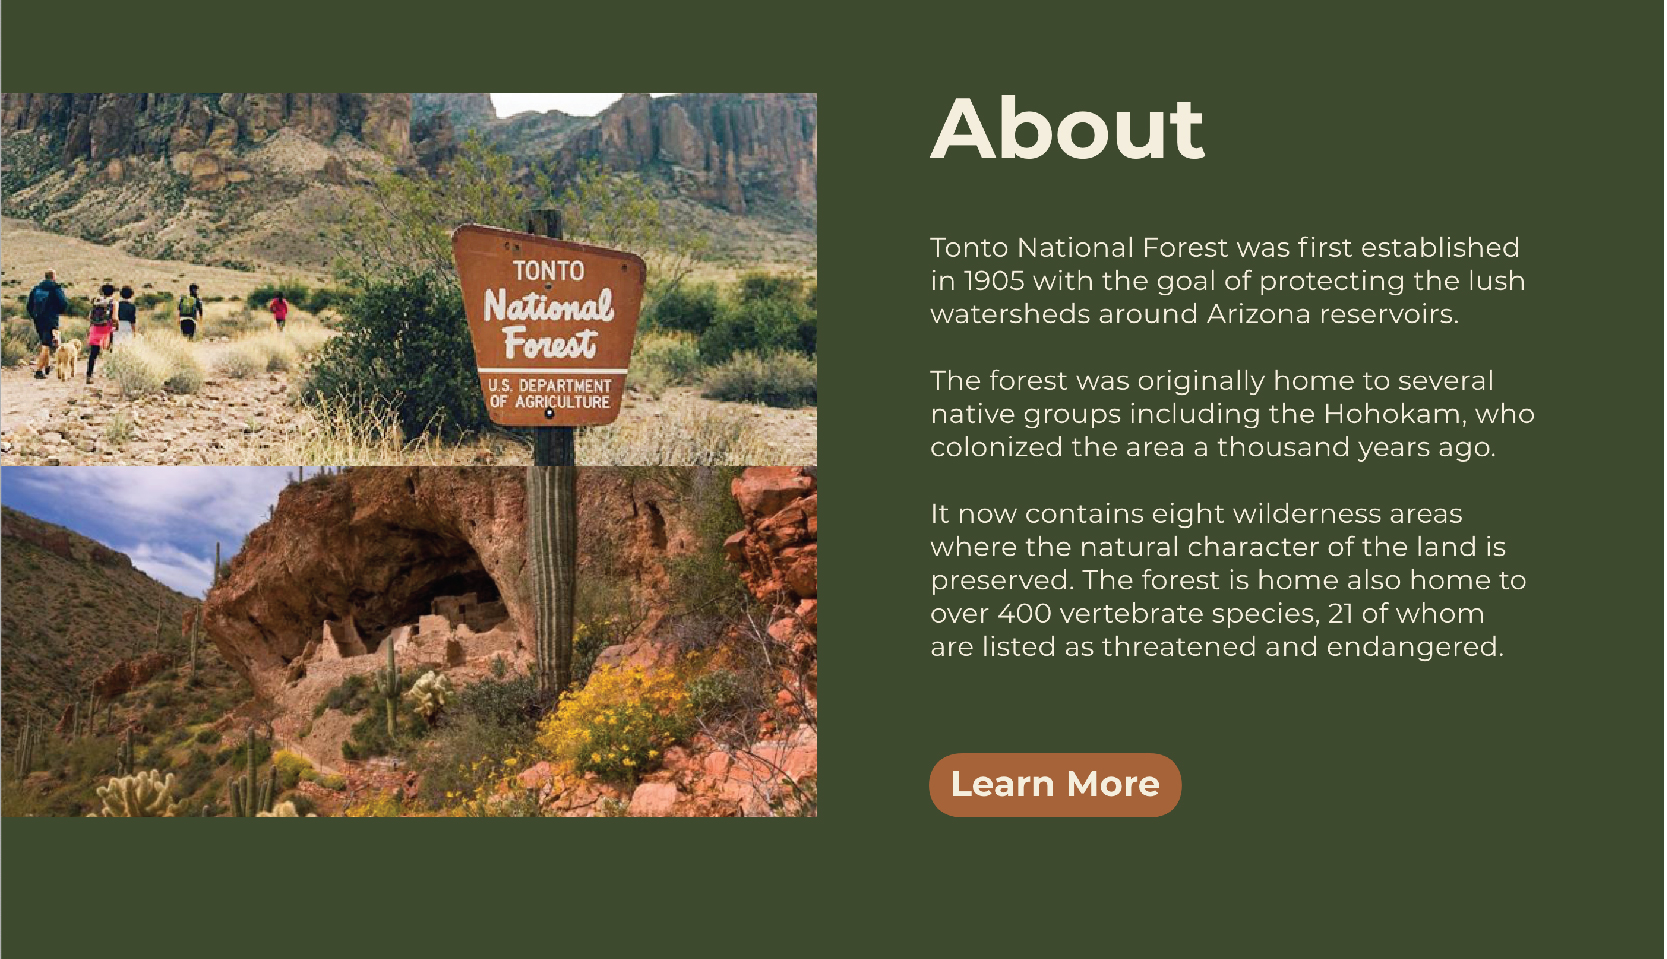 About
Tonto National Forest was first established
in 1905 with the goal of protecting the lush
watersheds around Arizona reservoirs.
The forest was originally home to several
native groups including the Hohokam, who
colonized the area a thousand years ago.
It now contains eight wilderness areas
where the natural character of the land is
preserved. The forest is home also home to
over 400 vertebrate species, 21 of whom
are listed as threatened and endangered.
Learn More
TONTO
National
Forest
U.S. DEPARTMENT
OF AGRICULTURE